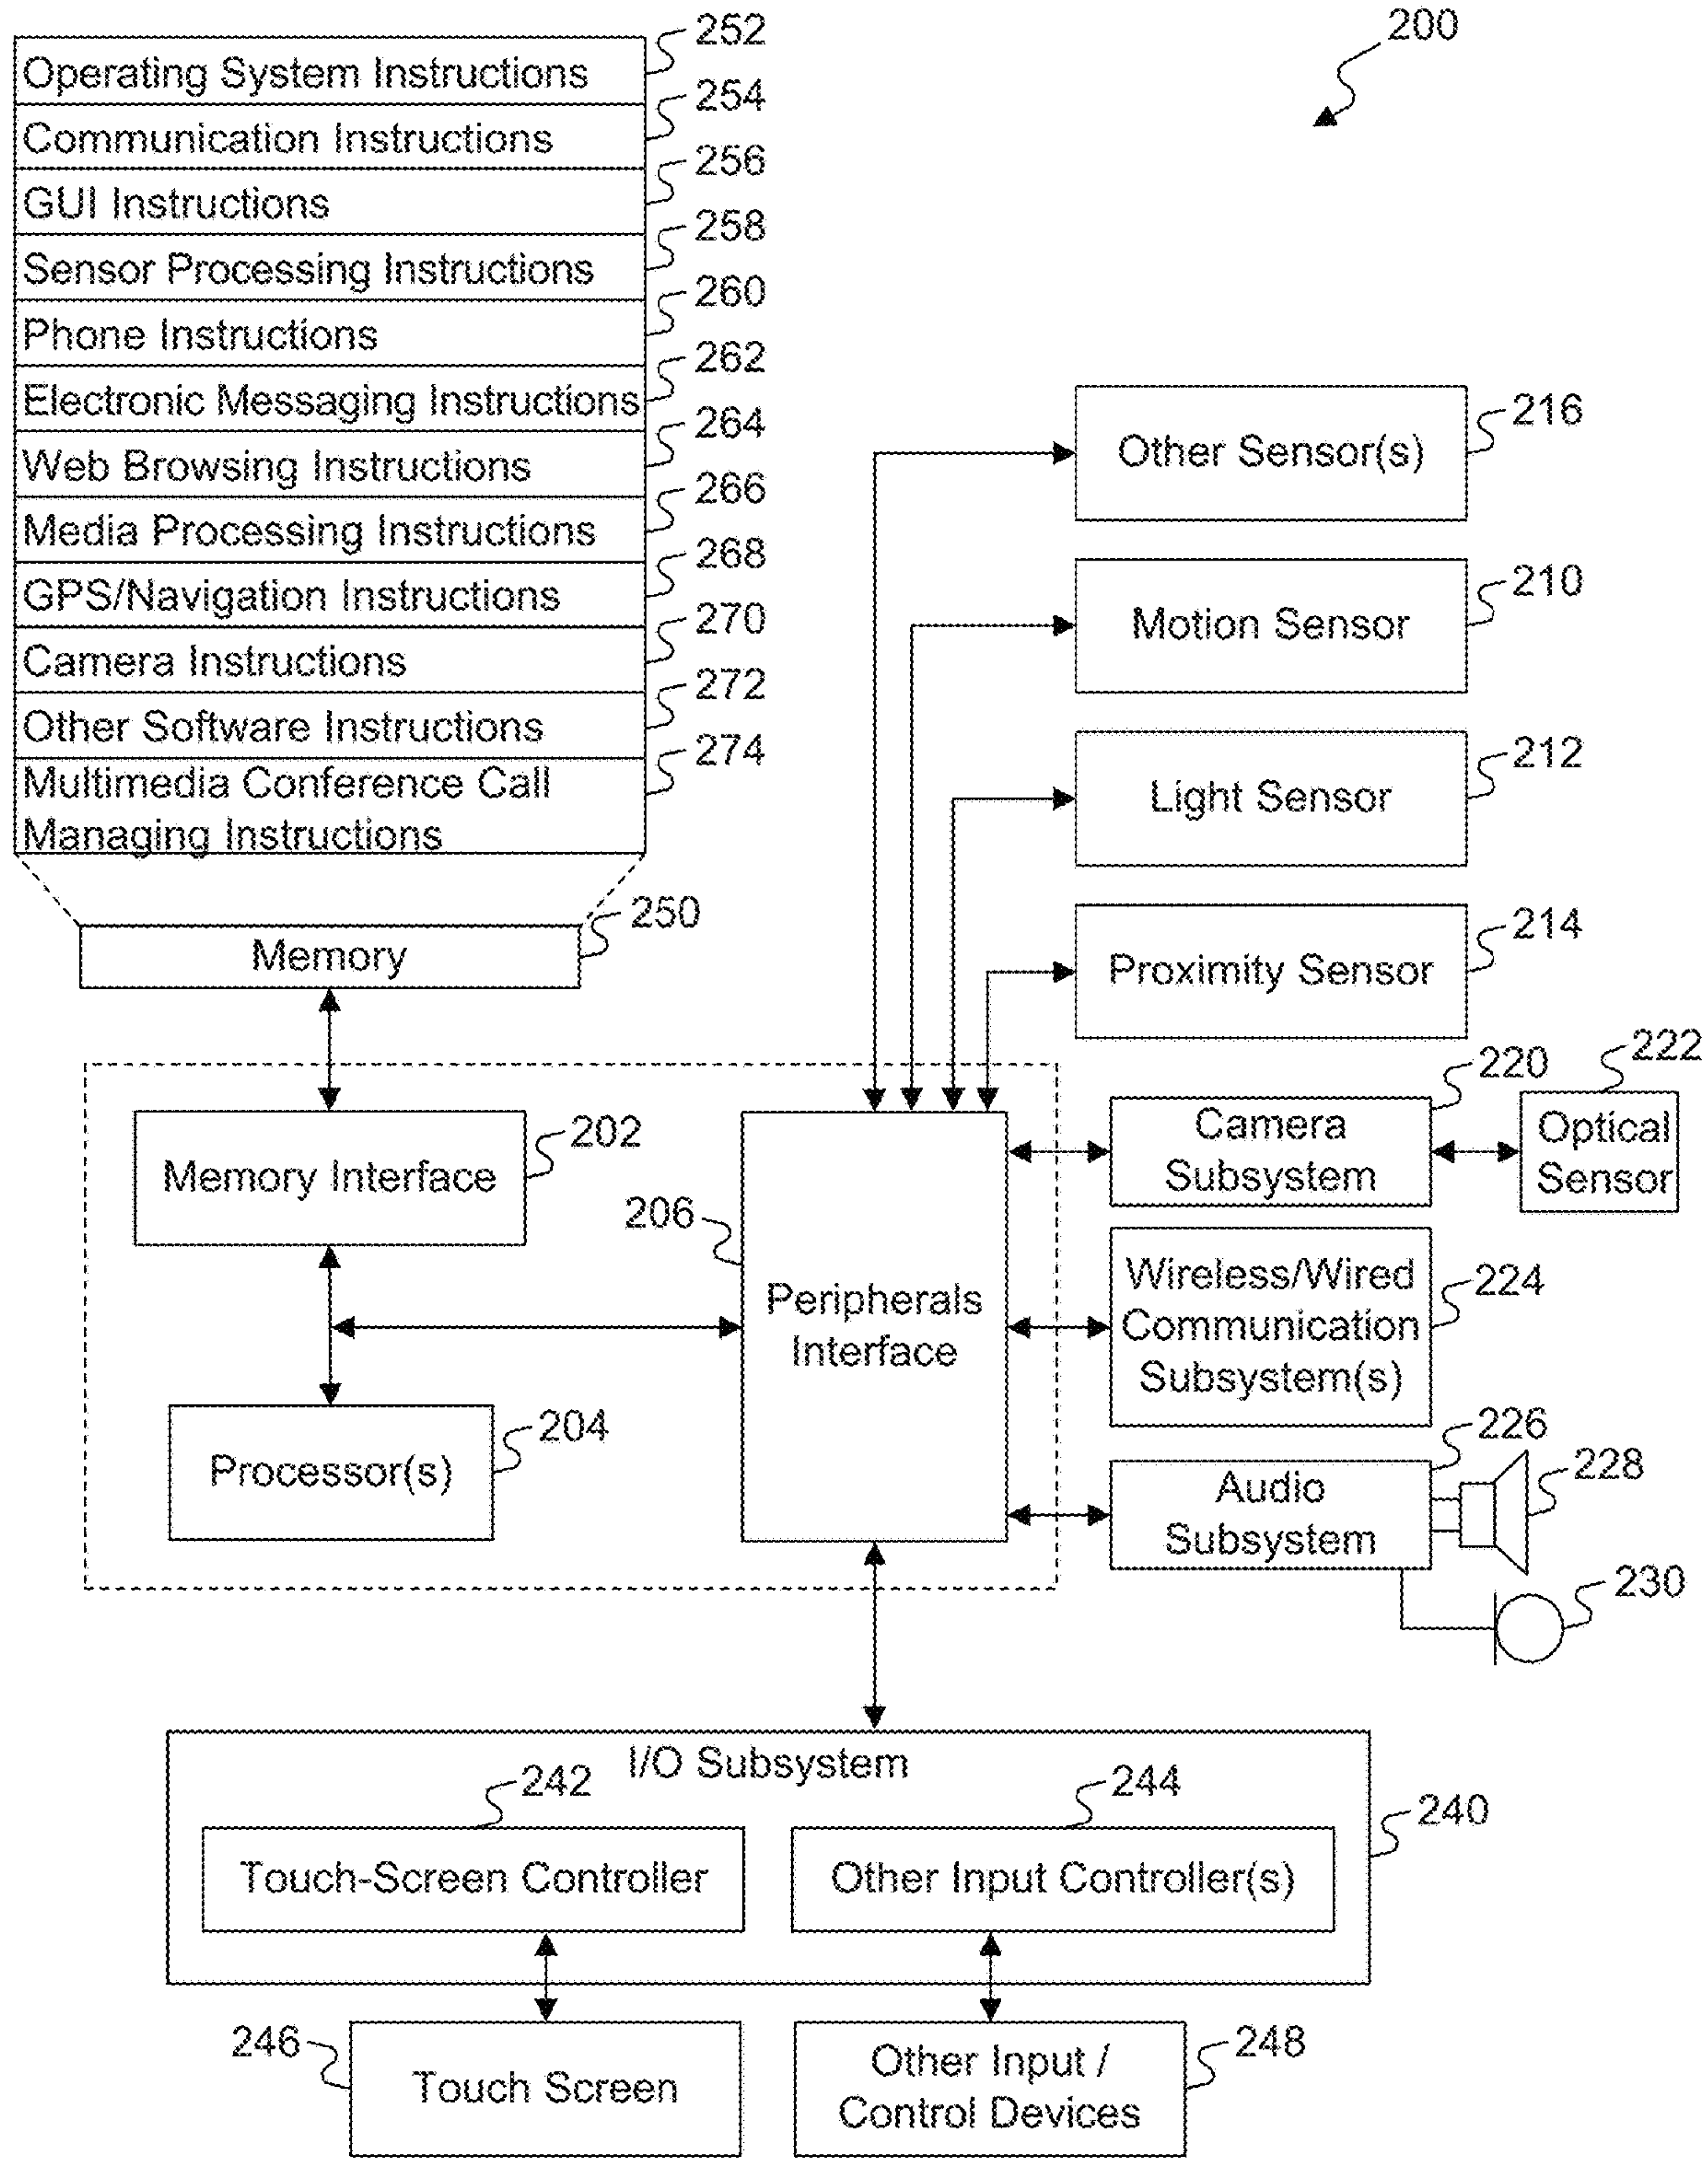 200
252
Operating System Instructions
254
Communication Instructions
256
GUI Instructions
258
Sensor Processing Instructions
260
Phone Instructions
262
Electronic Messaging Instructions
264
Web Browsing Instructions
266
Media Processing Instructions
268
GPS/Navigation Instructions
270
Camera Instructions
272
Other Software Instructions
274
Multimedia Conference Call
Managing Instructions
250
Memory
216
Other Sensor(s)
210
Motion Sensor
212
Light Sensor
214
Proximity Sensor
202
Memory Interface
206
Peripherals
Interface
204
Processor(s)
220
Camera
Subsystem
222
Optical
Sensor
Wireless/Wired
Communication
Subsystem(s)
224
226
Audio
Subsystem
228
230
I/O Subsystem
240
242
Touch-Screen Controller
244
Other Input Controller(s)
246
Touch Screen
248
Other Input /
Control Devices